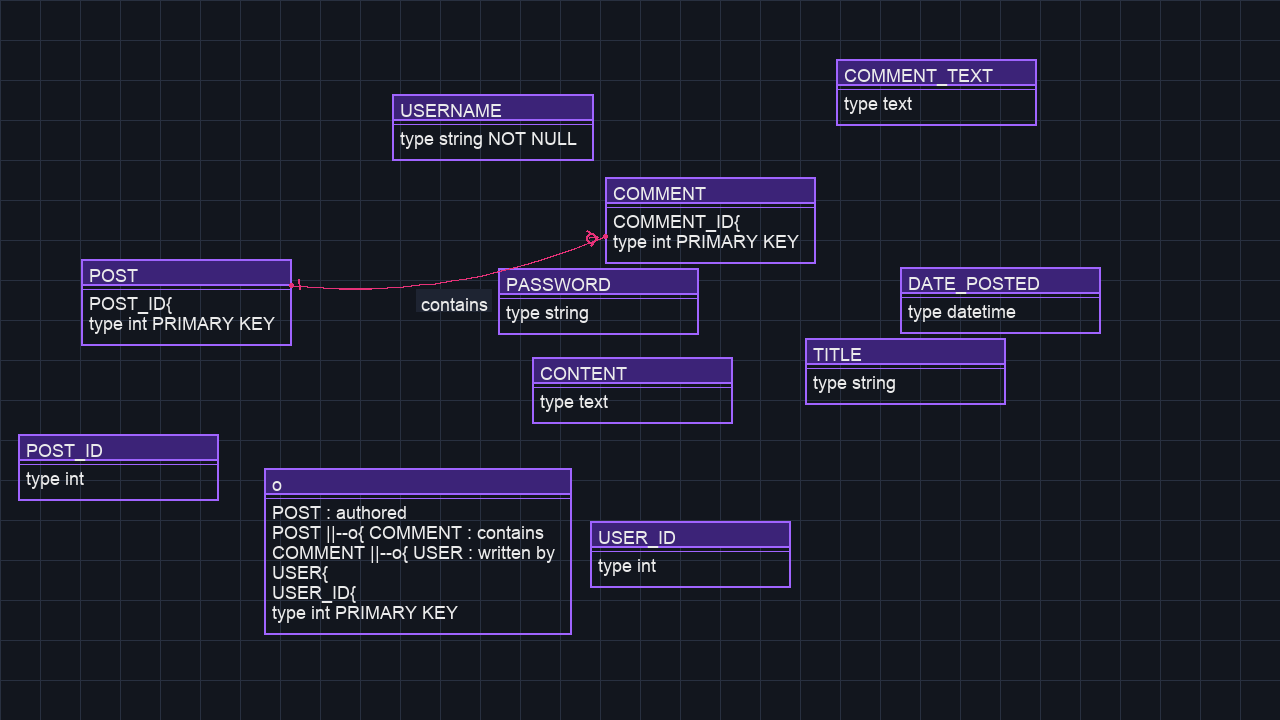 COMMENT_TEXT
type text
USERNAME
type string NOT NULL
COMMENT
COMMENT_ID{
type int PRIMARY KEY
POST
POST_ID{
type int PRIMARY KEY
contains
PASSWORD
type string
DATE_POSTED
type datetime
TITLE
type string
CONTENT
type text
POST_ID
type int
o
POST : authored
POST ||--o{ COMMENT : contains
COMMENT ||--o{ USER : written by
USER{
USER_ID{
type int PRIMARY KEY
USER_ID
type int